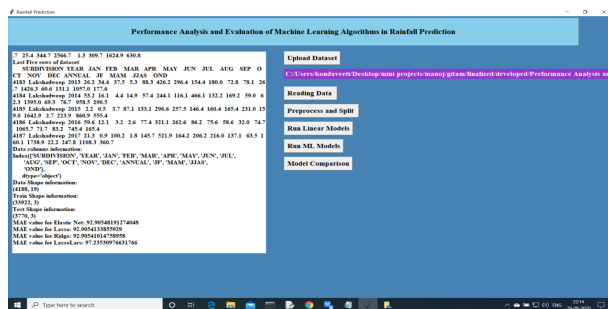 Rainfall Prediction
Performance Analysis and Evaluation of Machine Learning Algorithms in Rainfall Prediction
.7 25.4 344.7 2566.7 1.3 309.7 1624.9 630.8
Last Five rows of dataset
SUBDIVISION YEAR JAN FEB MAR APR MAY JUN JUL AUG SEP O
CT NOV DEC ANNUAL JF MAM JJAS OND
4183 Lakshadweep 2013 26.2 34.4 37.5 5.3 88.3 426.2 296.4 154.4 180.0 72.8 78.1 26
.7 1426.3 60.6 131.1 1057.0 177.6
4184 Lakshadweep 2014 53.2 16.1 4.4 14.9 57.4 244.1 116.1 466.1 132.2 169.2 59.0 6
2.3 1395.0 69.3 76.7 958.5 290.5
4185 Lakshadweep 2015 2.2 0.5 3.7 87.1 133.1 296.6 257.5 146.4 160.4 165.4 231.0 15
9.0 1642.9 2.7 223.9 860.9 555.4
4186 Lakshadweep 2016 59.6 12.1 3.2 2.6 77.4 321.1 262.6 86.2 75.6 58.6 32.0 74.7
1065.7 71.7 83.2 745.4 165.4
4187 Lakshadweep 2017 21.3 0.9 100.2 1.8 145.7 521.9 164.2 206.2 216.0 137.1 63.5 1
60.1 1738.9 22.2 247.8 1108.3 360.7
Data columns information:
Index(['SUBDIVISION', 'YEAR', 'JAN', 'FEB', 'MAR', 'APR', 'MAY', 'JUN', 'JUL',
'AUG', 'SEP', 'OCT', 'NOV', 'DEC', 'ANNUAL', 'JF', 'MAM', 'JJAS',
'OND'],
dtype='object')
Data Shape information:
(4188, 19)
Train Shape information:
(33922, 3)
Test Shape information:
(3770, 3)
MAE value for Elastic Net: 92.90548191274048
MAE value for Lasso: 92.9054133855929
MAE value for Ridge: 92.90541014758958
MAE value for LassoLars: 97.23530976631766
Upload Dataset
C:/Users/kondaveeti/Desktop/mini projects/manoj/gitam/finalized/developed/Performance Analysis an
Reading Data
Preprocess and Split
Run Linear Models
Run ML Models
Model Comparison
Type here to search
ENG
22:14
29-09-2020